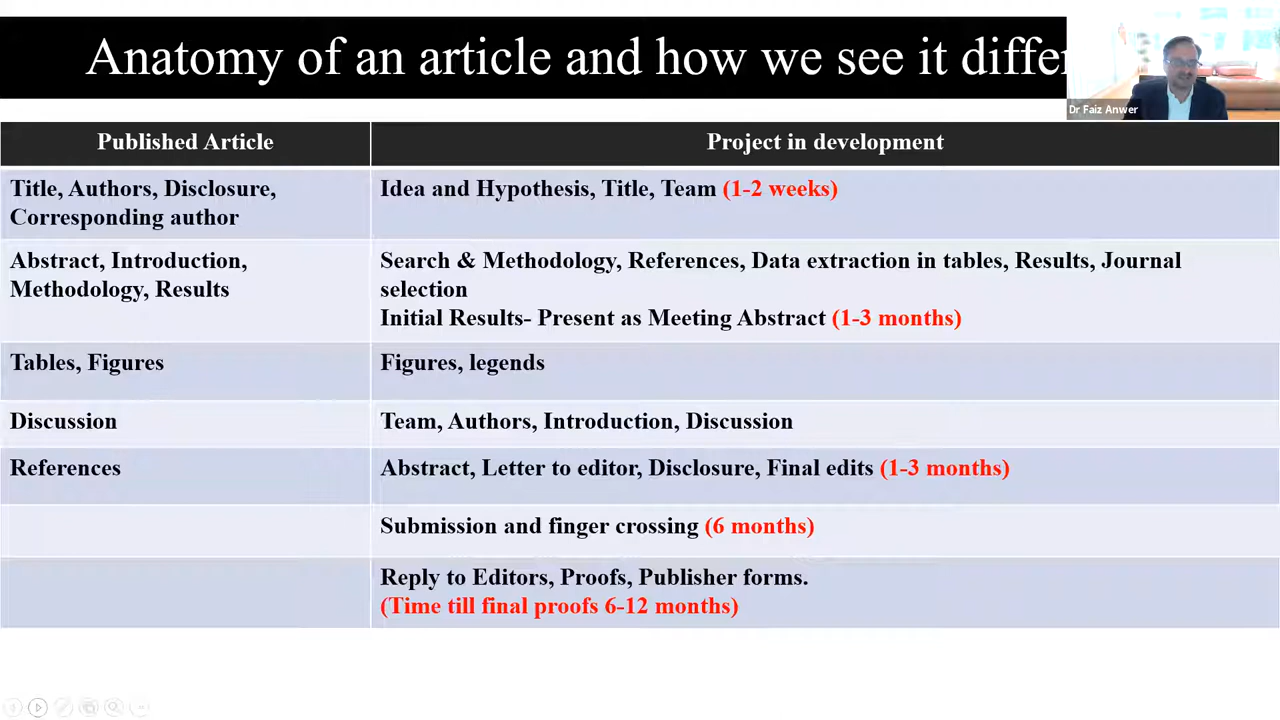 Anatomy of an article and how we see it differ
Dr Faiz Anwer
Published Article
Project in development
Title, Authors, Disclosure,
Corresponding author
Idea and Hypothesis, Title, Team (1-2 weeks)
Abstract, Introduction,
Methodology, Results
Search & Methodology, References, Data extraction in tables, Results, Journal
selection
Initial Results- Present as Meeting Abstract (1-3 months)
Tables, Figures
Figures, legends
Discussion
Team, Authors, Introduction, Discussion
References
Abstract, Letter to editor, Disclosure, Final edits (1-3 months)
Submission and finger crossing (6 months)
Reply to Editors, Proofs, Publisher forms.
(Time till final proofs 6-12 months)